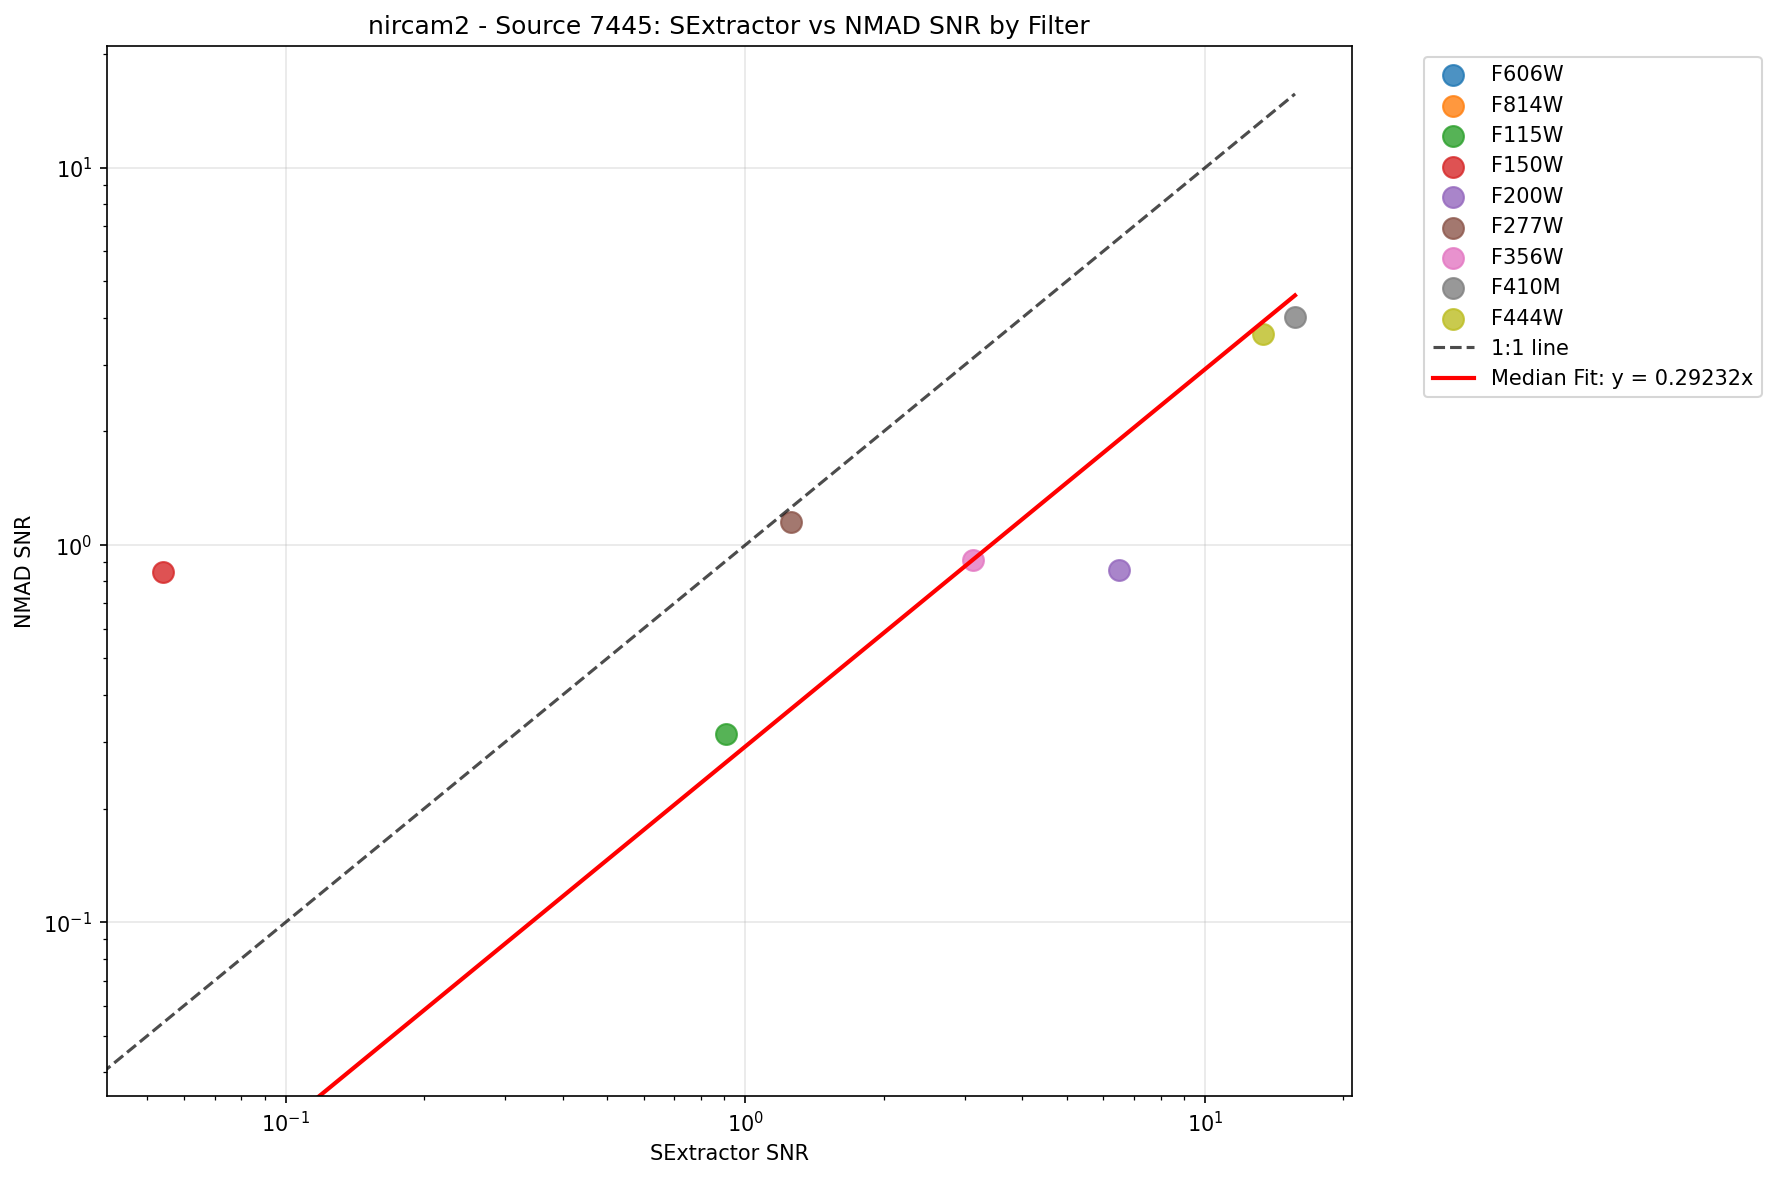 nircam2 - Source 7445: SExtractor vs NMAD SNR by Filter
F606W
F814W
F115W
F150W
F200W
F277W
F356W
F410M
F444W
1:1 line
Median Fit: y = 0.29232x
NMAD SNR
10¹
10⁰
10⁻¹
10⁻¹ 10⁰ 10¹
SExtractor SNR